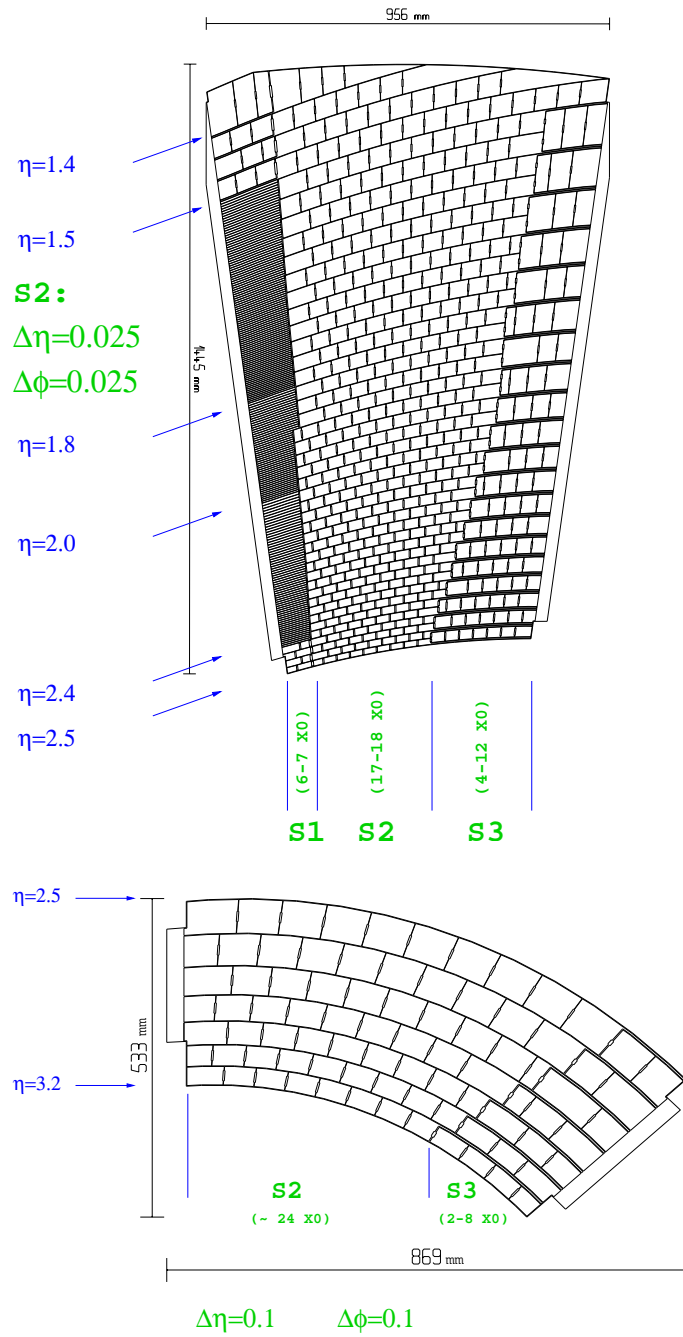 956 mm
η=1.4
η=1.5
S2:
Δη=0.025
1445 mm
Δφ=0.025
η=1.8
η=2.0
η=2.4
η=2.5
(6-7 X0)
(17-18 X0)
(4-12 X0)
S1 S2 S3
η=2.5
533 mm
η=3.2
S2 S3
(~ 24 X0) (2-8 X0)
869 mm
Δη=0.1 Δφ=0.1